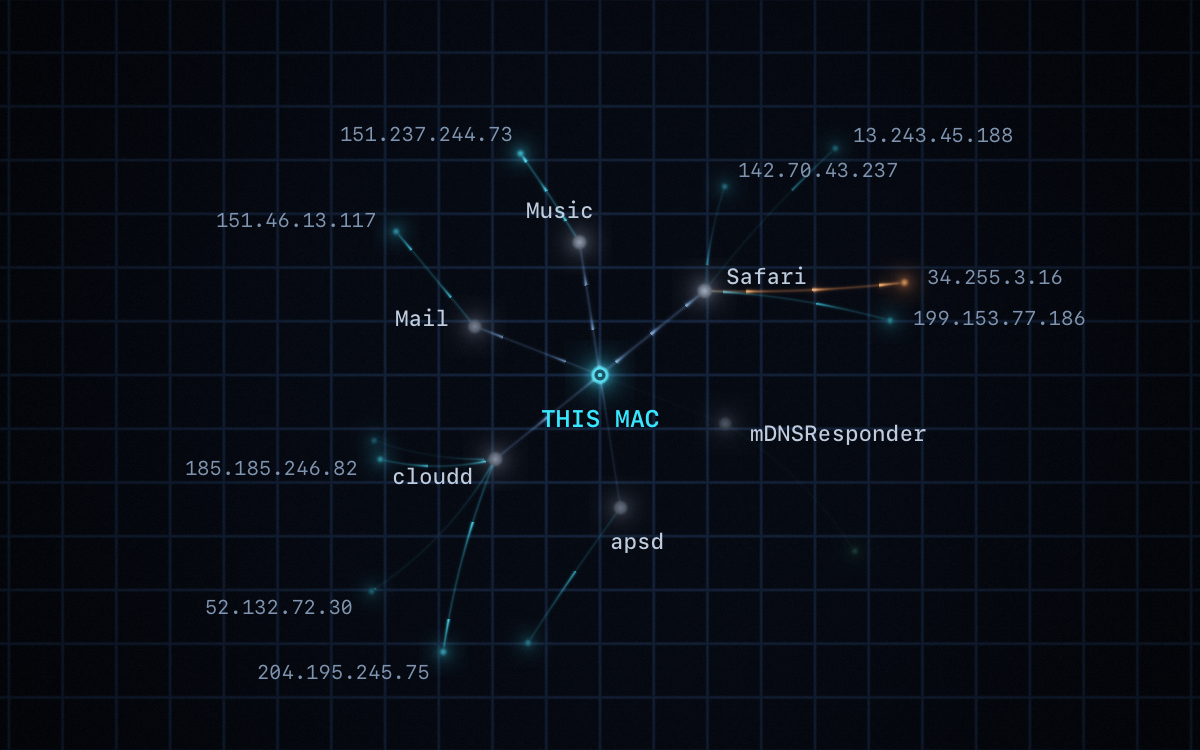 151.237.244.73
13.243.45.188
142.70.43.237
Music
151.46.13.117
Safari
34.255.3.16
Mail
199.153.77.186
THIS MAC
mDNSResponder
185.185.246.82
cloudd
apsd
52.132.72.30
204.195.245.75